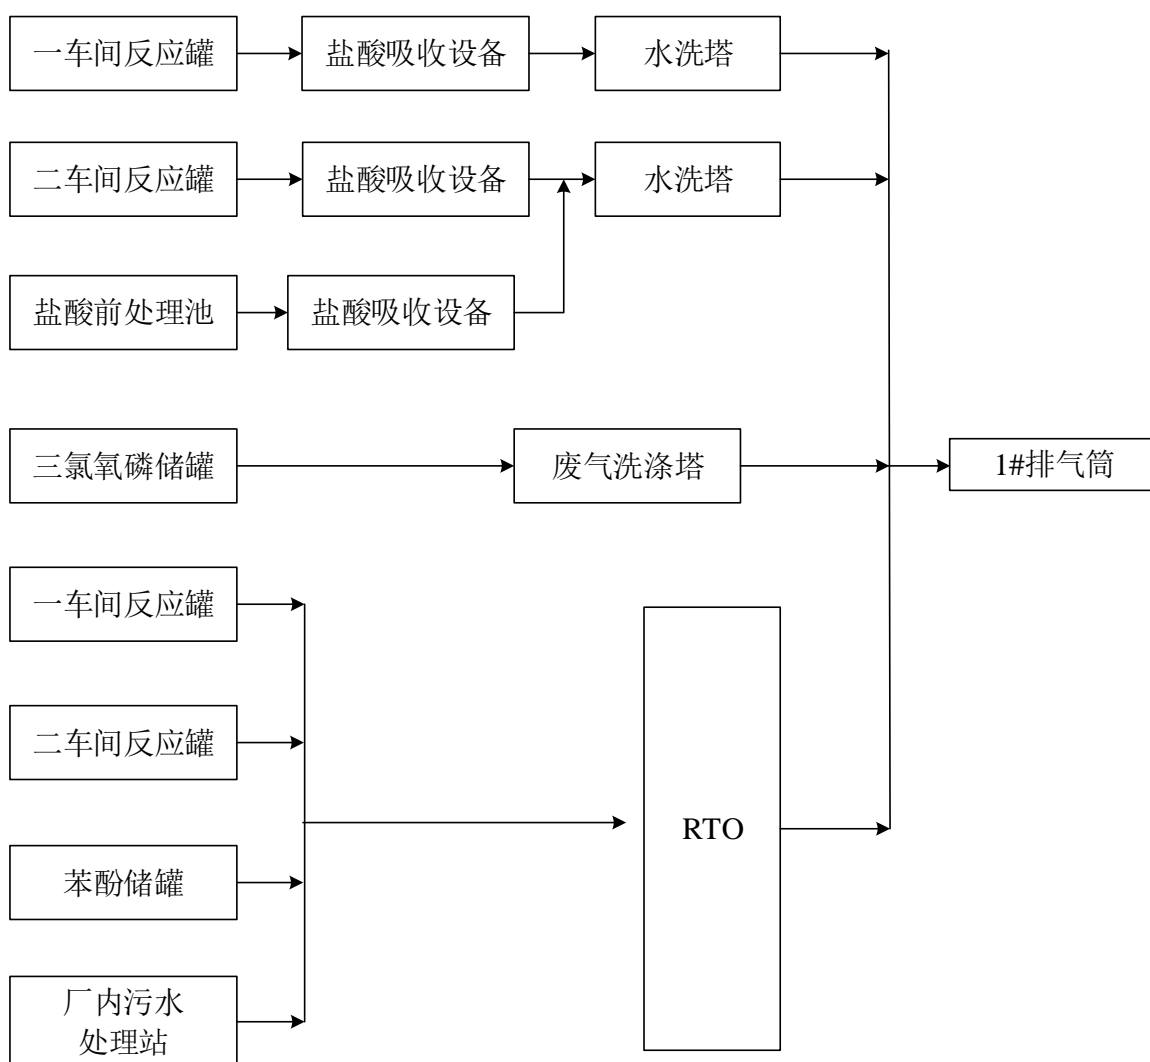 一车间反应罐
盐酸吸收设备
水洗塔
二车间反应罐
盐酸吸收设备
水洗塔
盐酸前处理池
盐酸吸收设备
三氯氧磷储罐
废气洗涤塔
1#排气筒
一车间反应罐
二车间反应罐
RTO
苯酚储罐
厂内污水
处理站